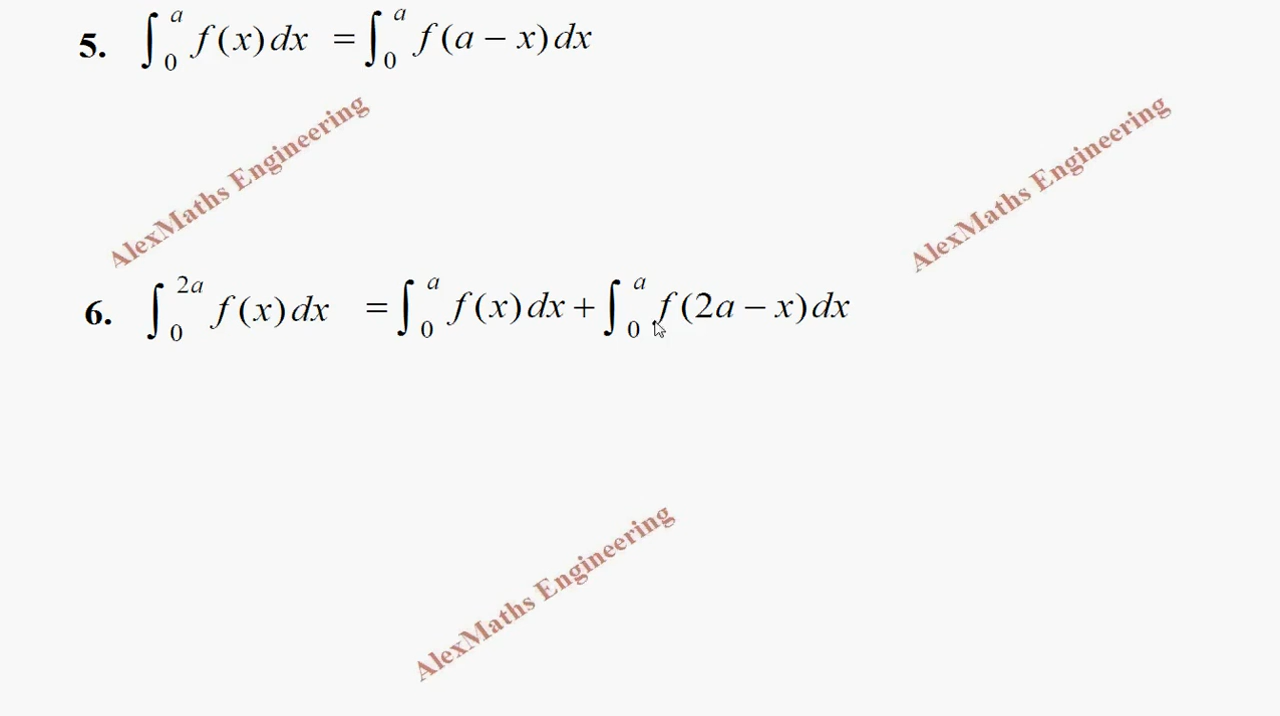 5. ∫₀ᵃ f(x)dx = ∫₀ᵃ f(a − x)dx
AlexMaths Engineering
AlexMaths Engineering
6. ∫₀²ᵃ f(x)dx = ∫₀ᵃ f(x)dx + ∫₀ᵃ f(2a − x)dx
AlexMaths Engineering